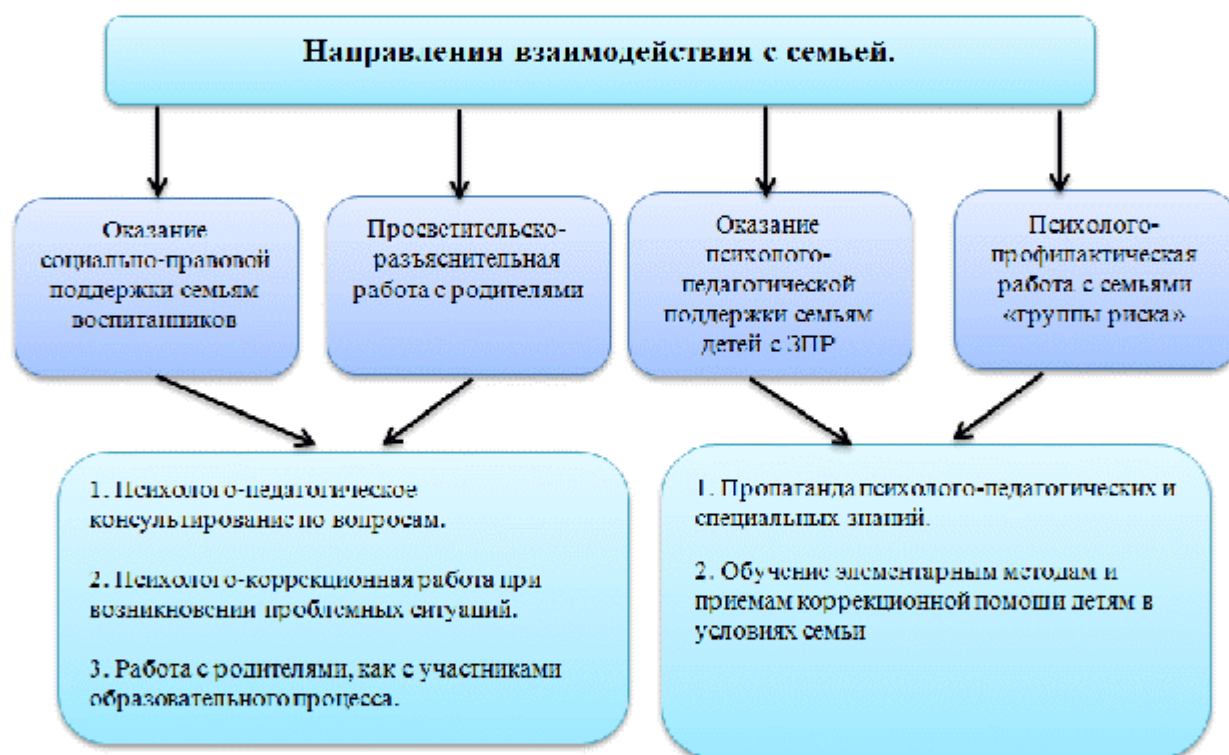 Направления взаимодействия с семьей.
Оказание
социально-правовой
поддержки семьям
воспитанников
Просветительско-
разъяснительная
работа с родителями
Оказание
психолого-
педагогической
поддержки семьям
детей с ЗПР
Психолого-
профилактическая
работа с семьями
«группы риска»
1. Психолого-педагогическое
консультирование по вопросам.
2. Психолого-коррекционная работа при
возникновении проблемных ситуаций.
3. Работа с родителями, как с участниками
образовательного процесса.
1. Пропаганда психолого-педагогических и
специальных знаний.
2. Обучение элементарным методам и
приемам коррекционной помощи детям в
условиях семьи